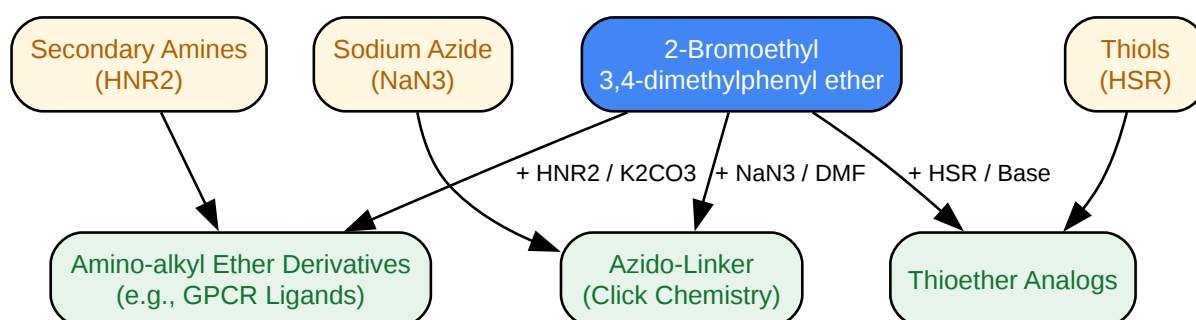 Secondary Amines
(HNR2)
Sodium Azide
(NaN3)
2-Bromoethyl
3,4-dimethylphenyl ether
Thiols
(HSR)
+ HNR2 / K2CO3
+ NaN3 / DMF
+ HSR / Base
Amino-alkyl Ether Derivatives
(e.g., GPCR Ligands)
Azido-Linker
(Click Chemistry)
Thioether Analogs